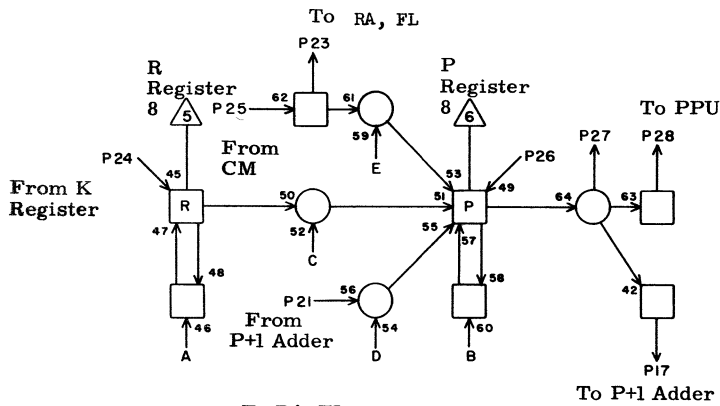 To RA, FL
P23
R
Register
8
5
P25
62
61
59
E
P
Register
8
6
To PPU
P27
P28
From
CM
P24
45
From K
Register
R
47
48
50
52
C
53
51
55
P
49
P26
57
58
64
63
46
A
P21
56
54
D
From
P+1 Adder
60
B
42
P17
To P+1 Adder